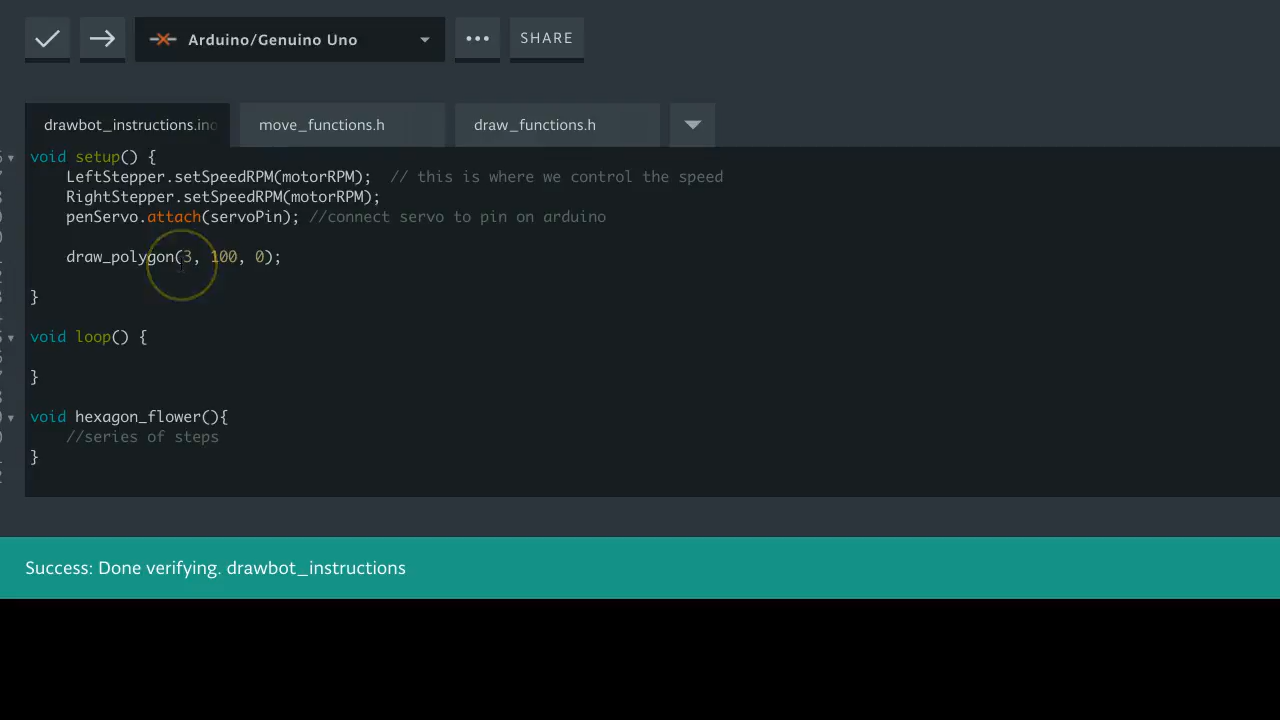 Arduino/Genuino Uno
SHARE
drawbot_instructions.ino
move_functions.h
draw_functions.h
void setup() {
LeftStepper.setSpeedRPM(motorRPM); // this is where we control the speed
RightStepper.setSpeedRPM(motorRPM);
penServo.attach(servoPin); //connect servo to pin on arduino
draw_polygon(3, 100, 0);
}
void loop() {
}
void hexagon_flower(){
//series of steps
}
Success: Done verifying. drawbot_instructions